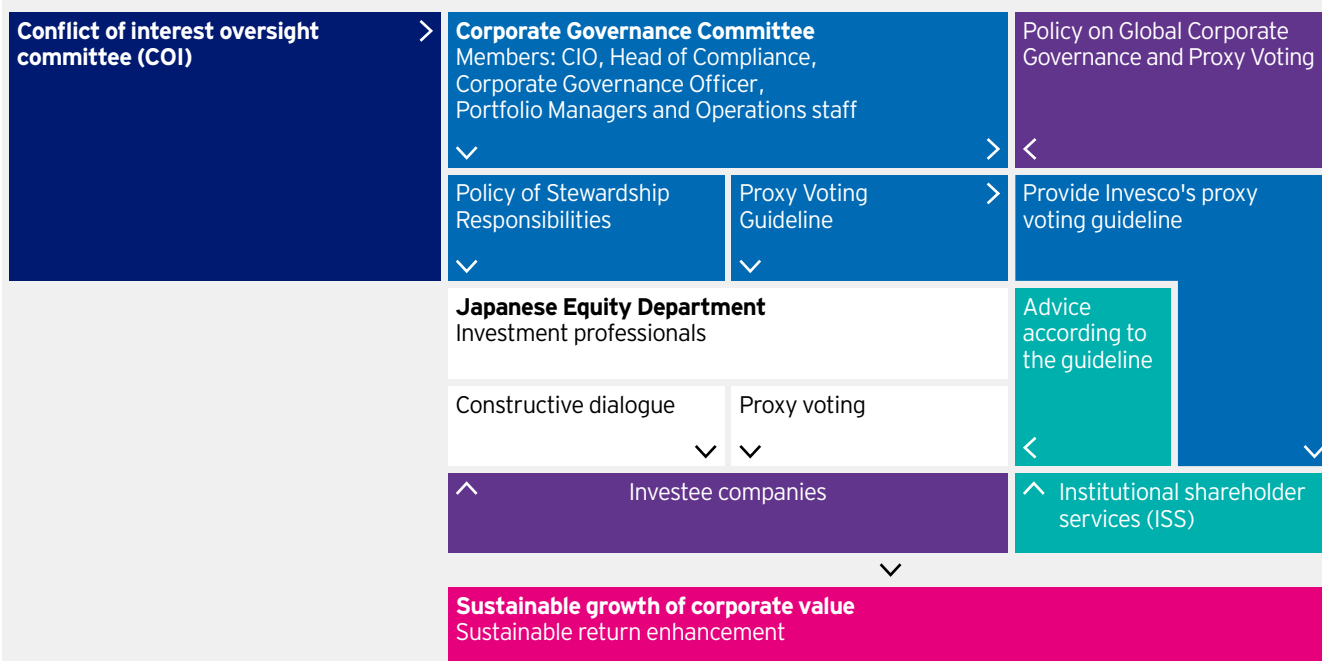 Conflict of interest oversight
committee (COI)
Corporate Governance Committee
Members: CIO, Head of Compliance,
Corporate Governance Officer,
Portfolio Managers and Operations staff
Policy on Global Corporate
Governance and Proxy Voting
Policy of Stewardship
Responsibilities
Proxy Voting
Guideline
Provide Invesco's proxy
voting guideline
Japanese Equity Department
Investment professionals
Advice
according to
the guideline
Constructive dialogue
Proxy voting
Investee companies
Institutional shareholder
services (ISS)
Sustainable growth of corporate value
Sustainable return enhancement